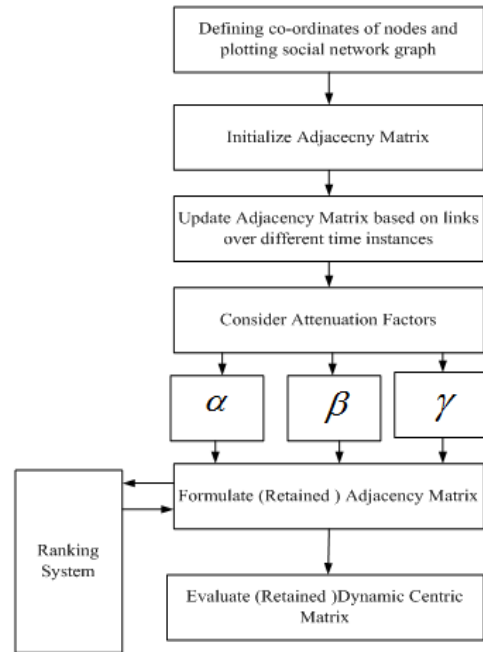 Defining co-ordinates of nodes and
plotting social network graph
Initialize Adjacecny Matrix
Update Adjacency Matrix based on links
over different time instances
Consider Attenuation Factors
α
β
γ
Formulate (Retained ) Adjacency Matrix
Ranking
System
Evaluate (Retained )Dynamic Centric
Matrix